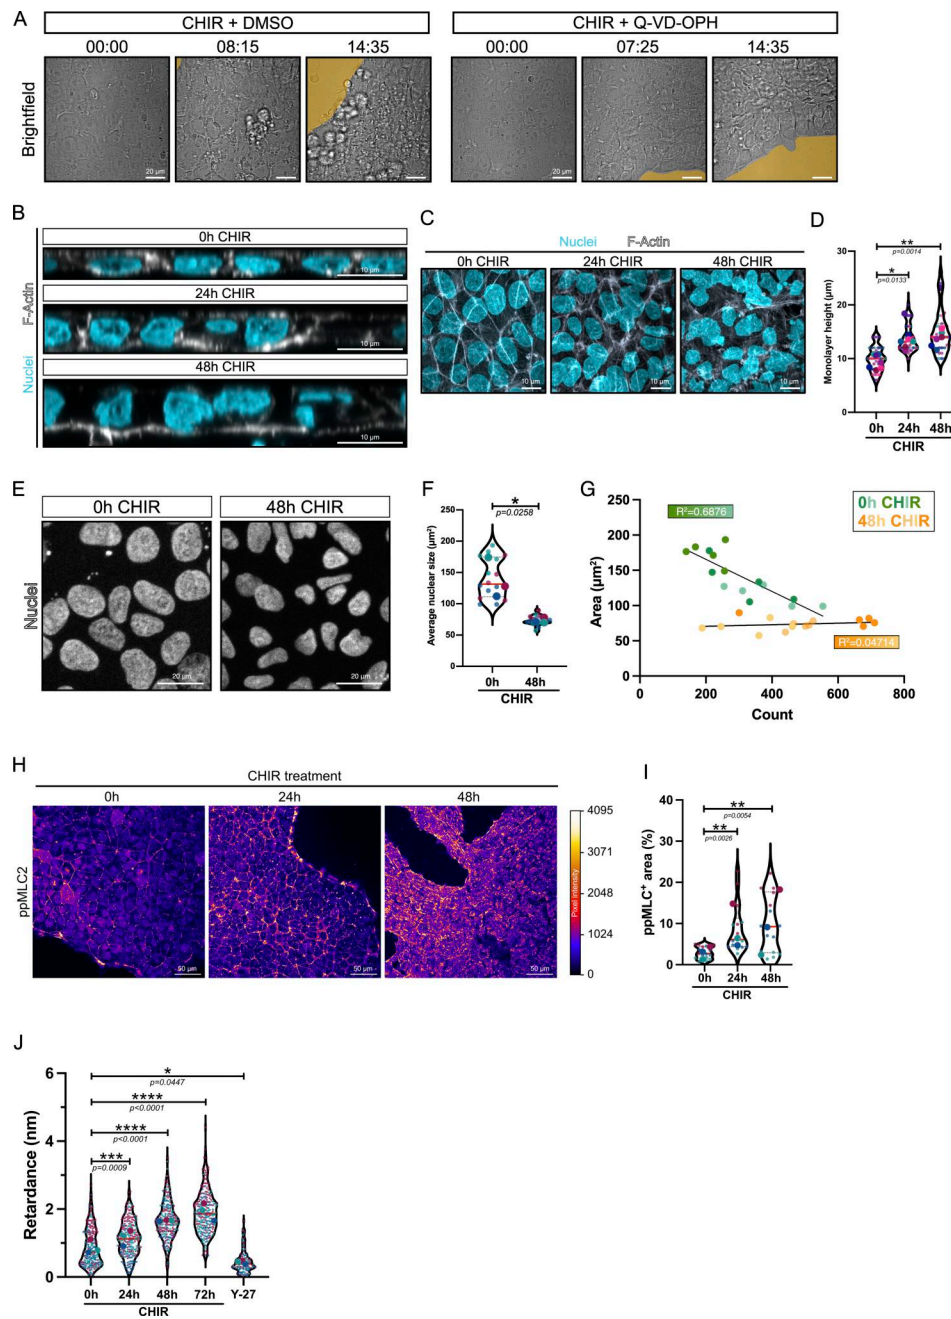 A
CHIR + DMSO
CHIR + Q-VD-OPH
00:00
08:15
14:35
00:00
07:25
14:35
Brightfield
20 µm
20 µm
B
F-Actin
Nuclei
0h CHIR
10 µm
24h CHIR
10 µm
48h CHIR
10 µm
C
Nuclei F-Actin
0h CHIR
24h CHIR
48h CHIR
10 µm
10 µm
10 µm
D
Monolayer height (µm)
30
20
10
0
**
p=0.0014
*
p=0.0133
0h 24h 48h
CHIR
E
0h CHIR
48h CHIR
Nuclei
20 µm
20 µm
F
Average nuclear size (µm²)
250
200
150
100
50
0
*
p=0.0258
0h 48h
CHIR
G
Area (µm²)
250
200
150
100
50
0
R²=0.6876
0h CHIR
48h CHIR
R²=0.04714
0 200 400 600 800
Count
H
CHIR treatment
0h
24h
48h
ppMLC2
50 µm
50 µm
50 µm
4095
3071
2048
1024
0
Pixel intensity
I
ppMLC⁺ area (%)
40
30
20
10
0
**
p=0.0054
**
p=0.0026
0h 24h 48h
CHIR
J
Retardance (nm)
6
4
2
0
*
p=0.0447
****
p<0.0001
****
p<0.0001
***
p=0.0009
0h 24h 48h 72h Y-27
CHIR